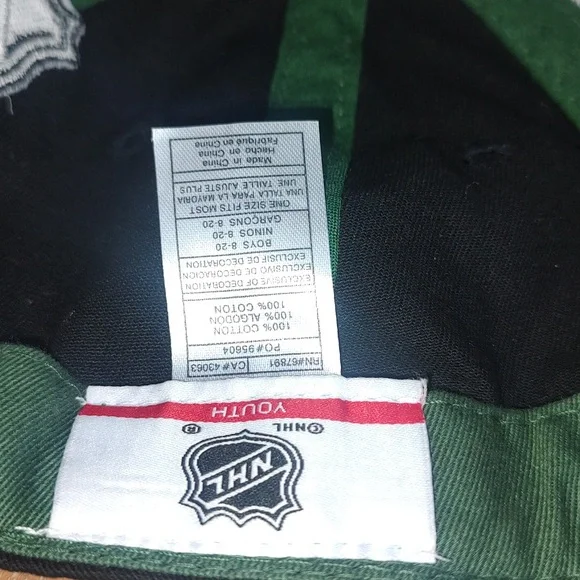 RN#67891 CA#43063
PO#95604
100% COTTON
100% ALGODON
100% COTON
EXCLUSIVE OF DECORATION
EXCLUSIVO DE DECORACION
EXCLUSIF DE DECORATION
BOYS 8-20
NINOS 8-20
GARÇONS 8-20
ONE SIZE FITS MOST
UNA TALLA PARA LA MAYORIA
UNE TAILLE AJUSTE PLUS
Made in China
Hecho en China
Fabriqué en China
YOUTH
©NHL ®
NHL